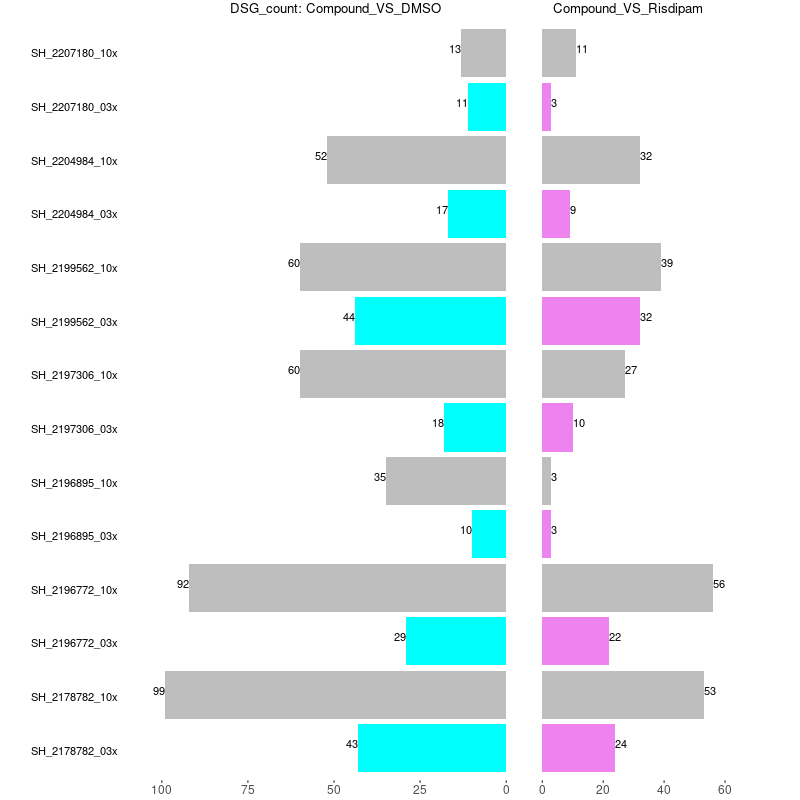 DSG_count: Compound_VS_DMSO Compound_VS_Risdipam
SH_2207180_10x 13 11
SH_2207180_03x 11 3
SH_2204984_10x 52 32
SH_2204984_03x 17 9
SH_2199562_10x 60 39
SH_2199562_03x 44 32
SH_2197306_10x 60 27
SH_2197306_03x 18 10
SH_2196895_10x 35 3
SH_2196895_03x 10 3
SH_2196772_10x 92 56
SH_2196772_03x 29 22
SH_2178782_10x 99 53
SH_2178782_03x 43 24
100 75 50 25 0 0 20 40 60